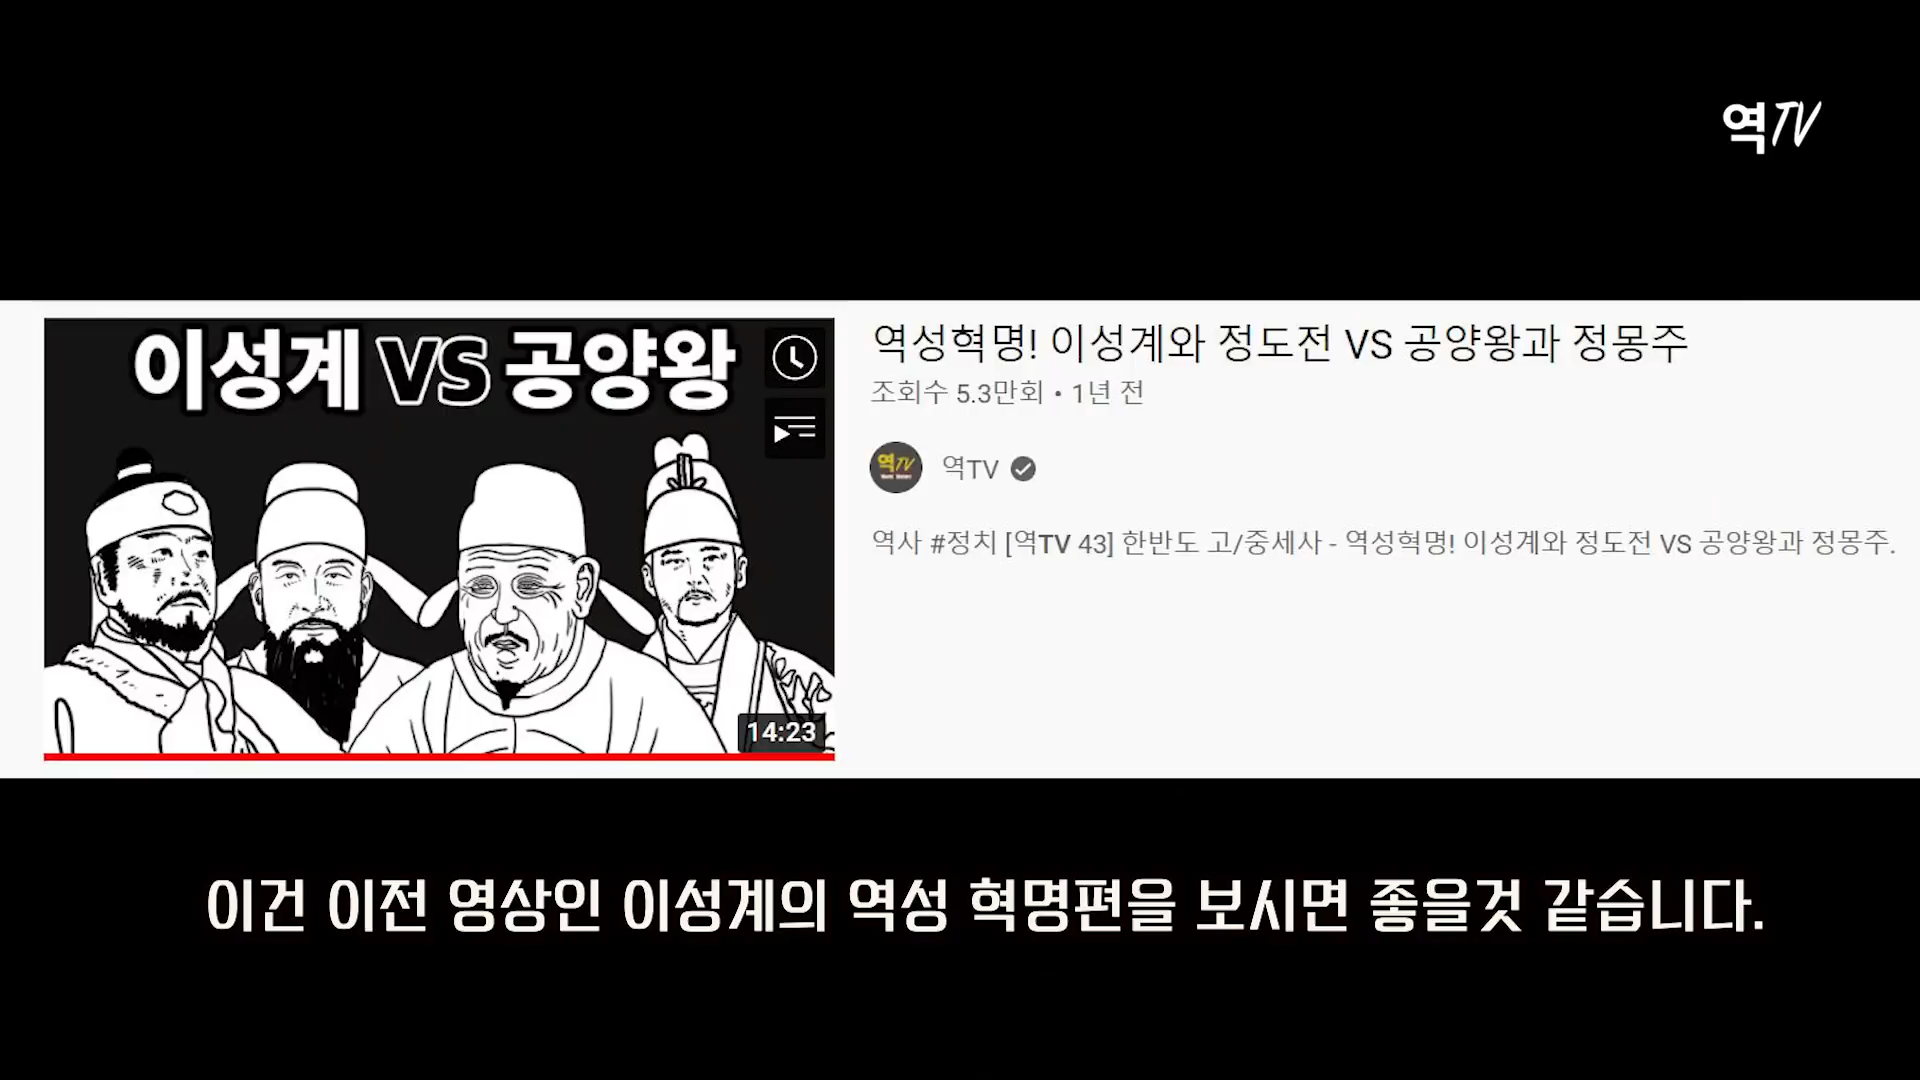 역TV
이성계 VS 공양왕
14:23
역성혁명! 이성계와 정도전 VS 공양왕과 정몽주
조회수 5.3만회 • 1년 전
역TV
역TV
역사 #정치 [역TV 43] 한반도 고/중세사 - 역성혁명! 이성계와 정도전 VS 공양왕과 정몽주.
이건 이전 영상인 이성계의 역성 혁명편을 보시면 좋을것 같습니다.